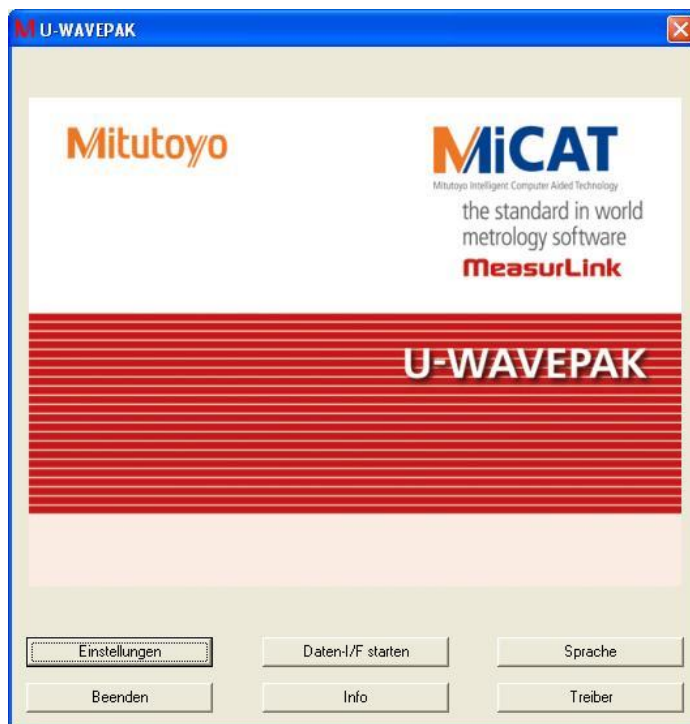 U-WAVEPAK
Mitutoyo
MiCAT
Mitutoyo Intelligent Computer Aided Technology
the standard in world
metrology software
MeasurLink
U-WAVEPAK
Einstellungen
Daten-I/F starten
Sprache
Beenden
Info
Treiber